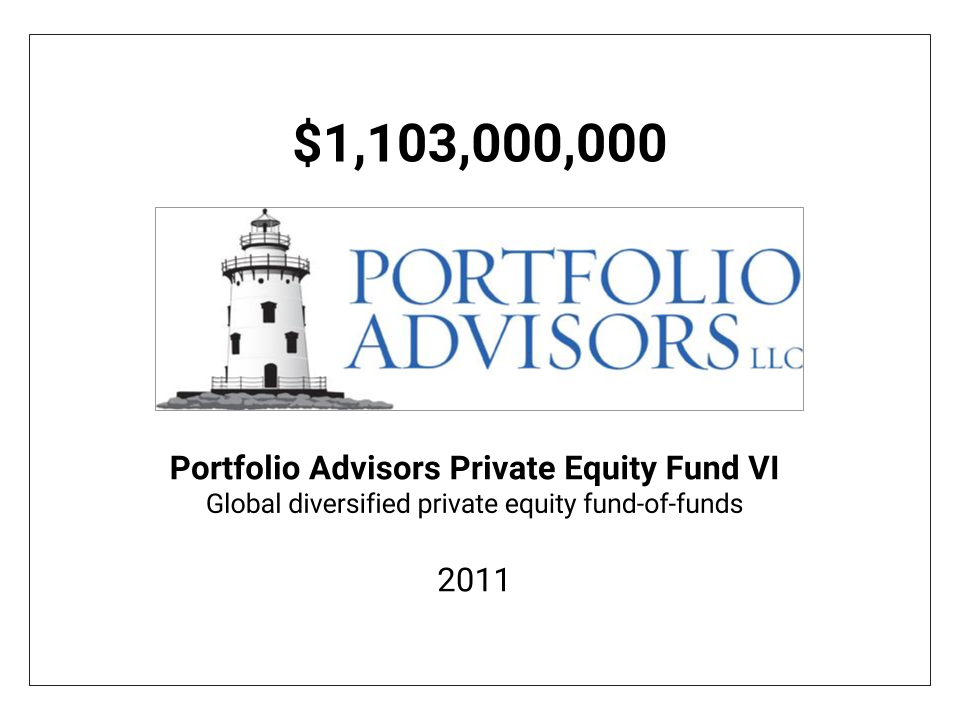 $1,103,000,000
PORTFOLIO
ADVISORS LLC
Portfolio Advisors Private Equity Fund VI
Global diversified private equity fund-of-funds
2011